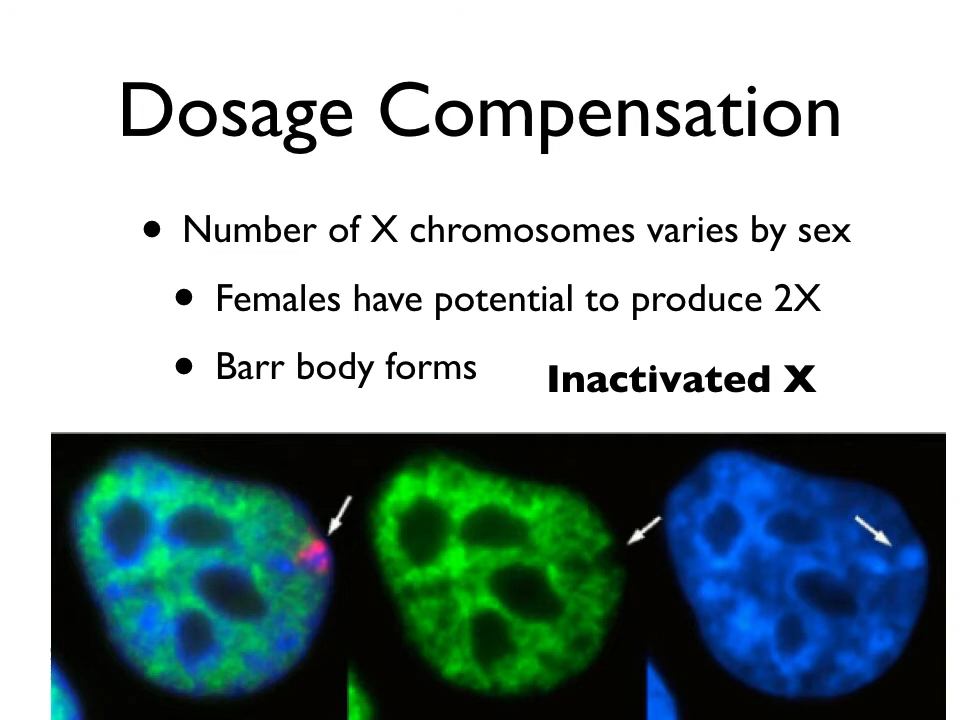 Dosage Compensation
• Number of X chromosomes varies by sex
• Females have potential to produce 2X
• Barr body forms
Inactivated X